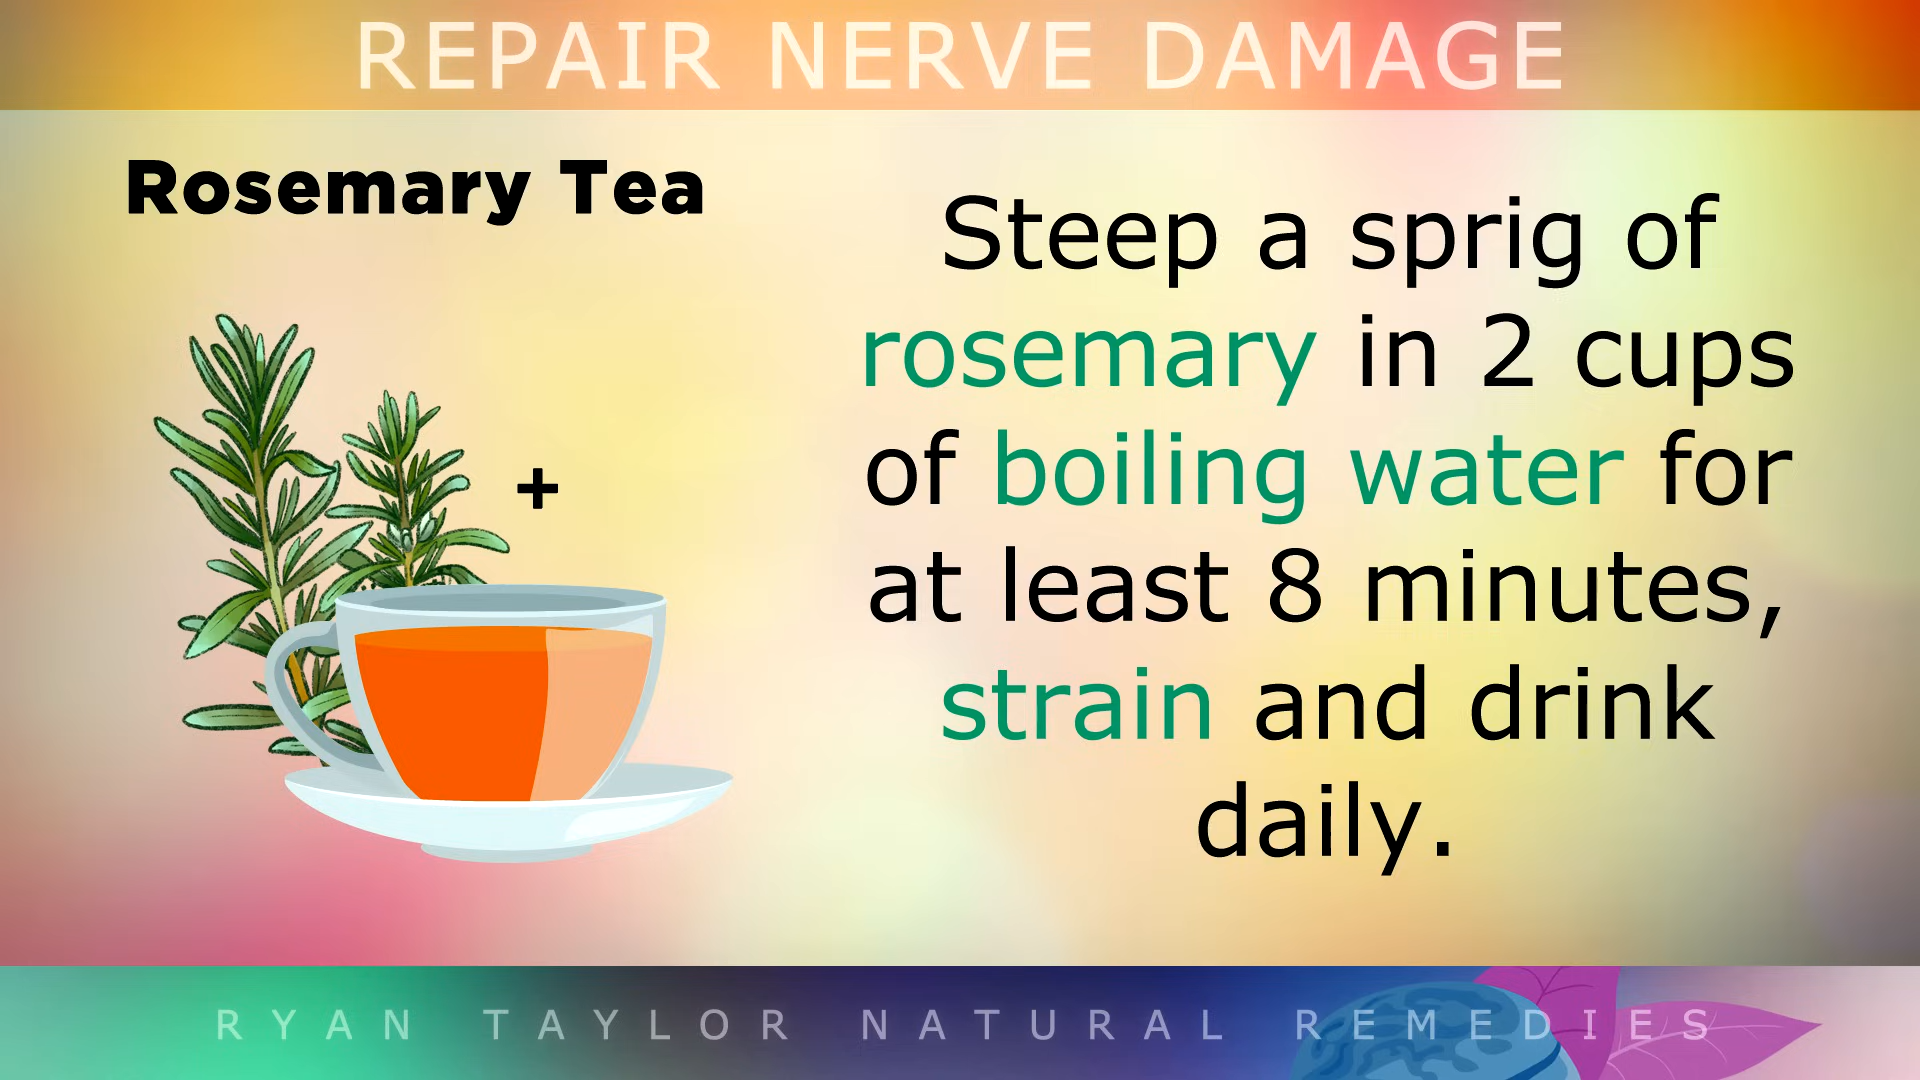 REPAIR NERVE DAMAGE
Rosemary Tea
+
Steep a sprig of
rosemary in 2 cups
of boiling water for
at least 8 minutes,
strain and drink
daily.
RYAN TAYLOR NATURAL REMEDIES